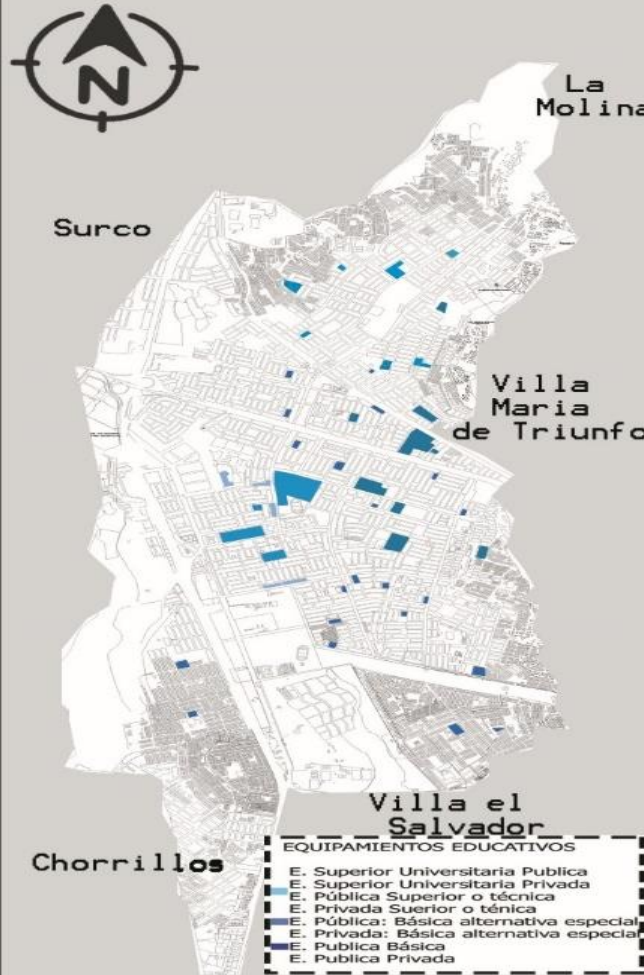 N
La
Molina
Surco
Villa
Maria
de Triunfo
Villa el
Salvador
Chorrillos
EQUIPAMIENTOS EDUCATIVOS
E. Superior Universitaria Publica
E. Superior Universitaria Privada
E. Pública Superior o técnica
E. Privada Suerior o ténica
E. Pública: Básica alternativa especial
E. Privada: Básica alternativa especial
E. Publica Básica
E. Publica Privada